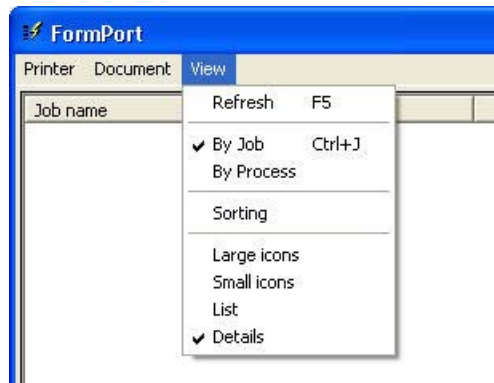 FormPort
Printer Document View
Job name
Refresh F5
By Job Ctrl+J
By Process
Sorting
Large icons
Small icons
List
Details